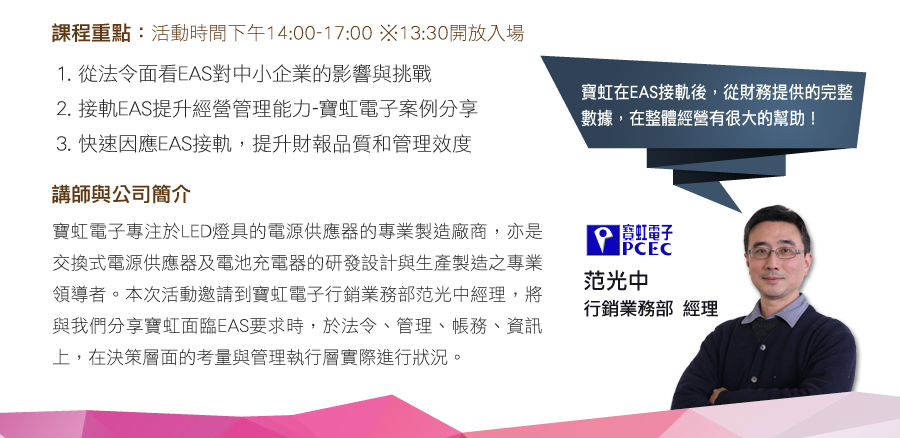 課程重點：活動時間下午14:00-17:00 ※13:30開放入場
1. 從法令面看EAS對中小企業的影響與挑戰
2. 接軌EAS提升經營管理能力-寶虹電子案例分享
3. 快速因應EAS接軌，提升財報品質和管理效度
寶虹在EAS接軌後，從財務提供的完整
數據，在整體經營有很大的幫助！
講師與公司簡介
寶虹電子專注於LED燈具的電源供應器的專業製造廠商，亦是
交換式電源供應器及電池充電器的研發設計與生產製造之專業
領導者。本次活動邀請到寶虹電子行銷業務部范光中經理，將
與我們分享寶虹面臨EAS要求時，於法令、管理、帳務、資訊
上，在決策層面的考量與管理執行層實際進行狀況。
寶虹電子
PCEC
范光中
行銷業務部 經理